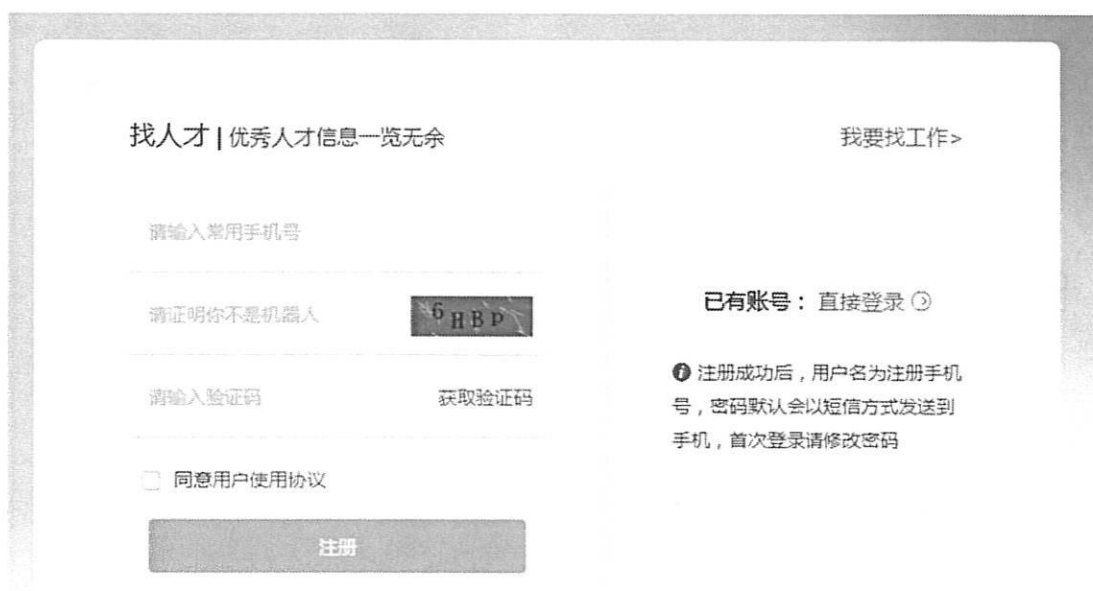 找人才 | 优秀人才信息一览无余
我要找工作>
请输入常用手机号
请证明你不是机器人
6HBP
请输入验证码
获取验证码
同意用户使用协议
注册
已有账号：直接登录
注册成功后，用户名为注册手机
号，密码默认会以短信方式发送到
手机，首次登录请修改密码